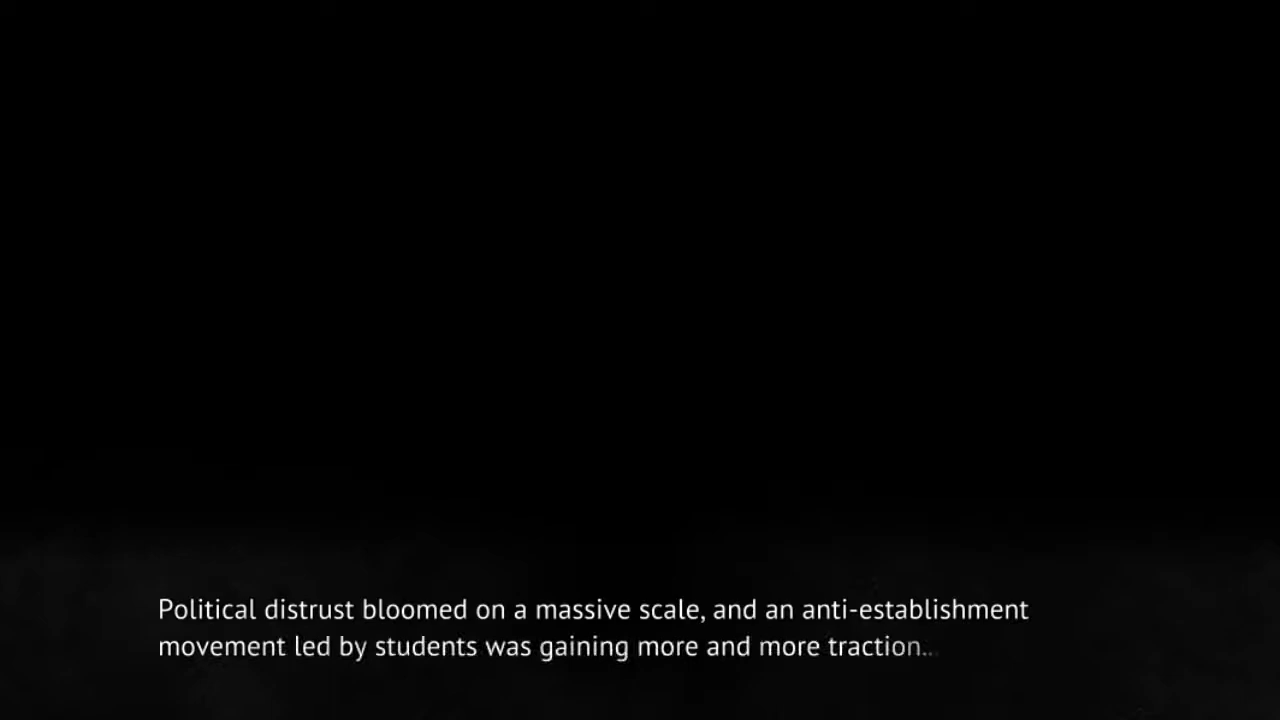 Political distrust bloomed on a massive scale, and an anti-establishment
movement led by students was gaining more and more traction...